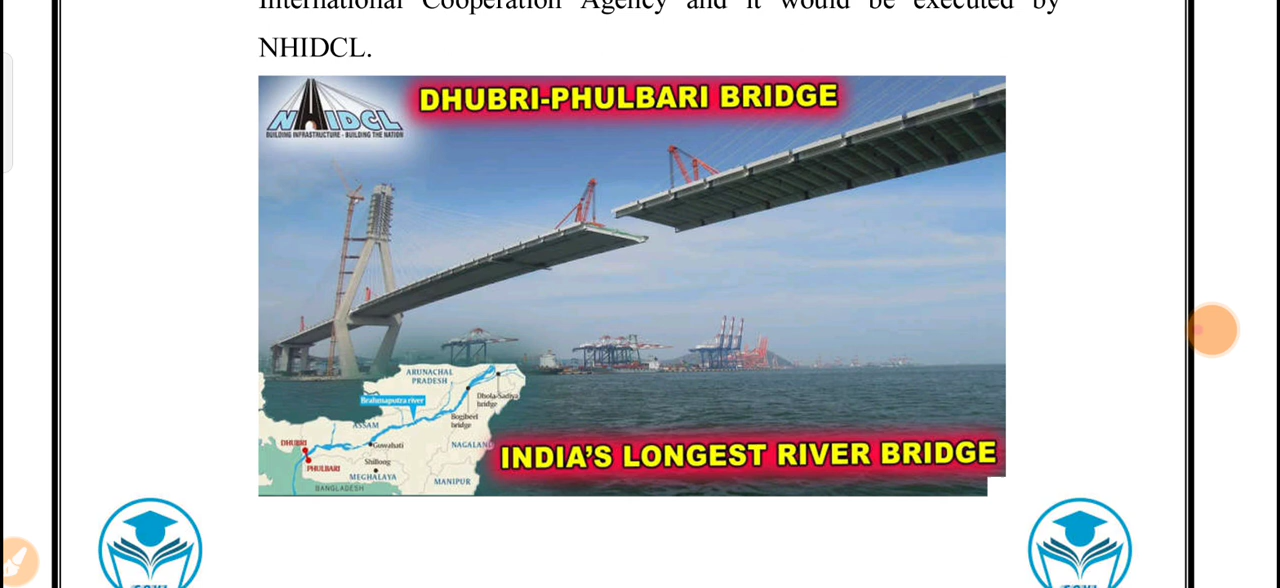 International Cooperation Agency and it would be executed by
NHIDCL.
NHIDCL
BUILDING INFRASTRUCTURE - BUILDING THE NATION
DHUBRI-PHULBARI BRIDGE
ARUNACHAL
PRADESH
Brahmaputra river
Dhola-Sadiya
bridge
Bogibeel
bridge
ASSAM
DHUBRI
Guwahati
NAGALAND
Shillong
PHULBARI
MEGHALAYA
MANIPUR
BANGLADESH
INDIA'S LONGEST RIVER BRIDGE